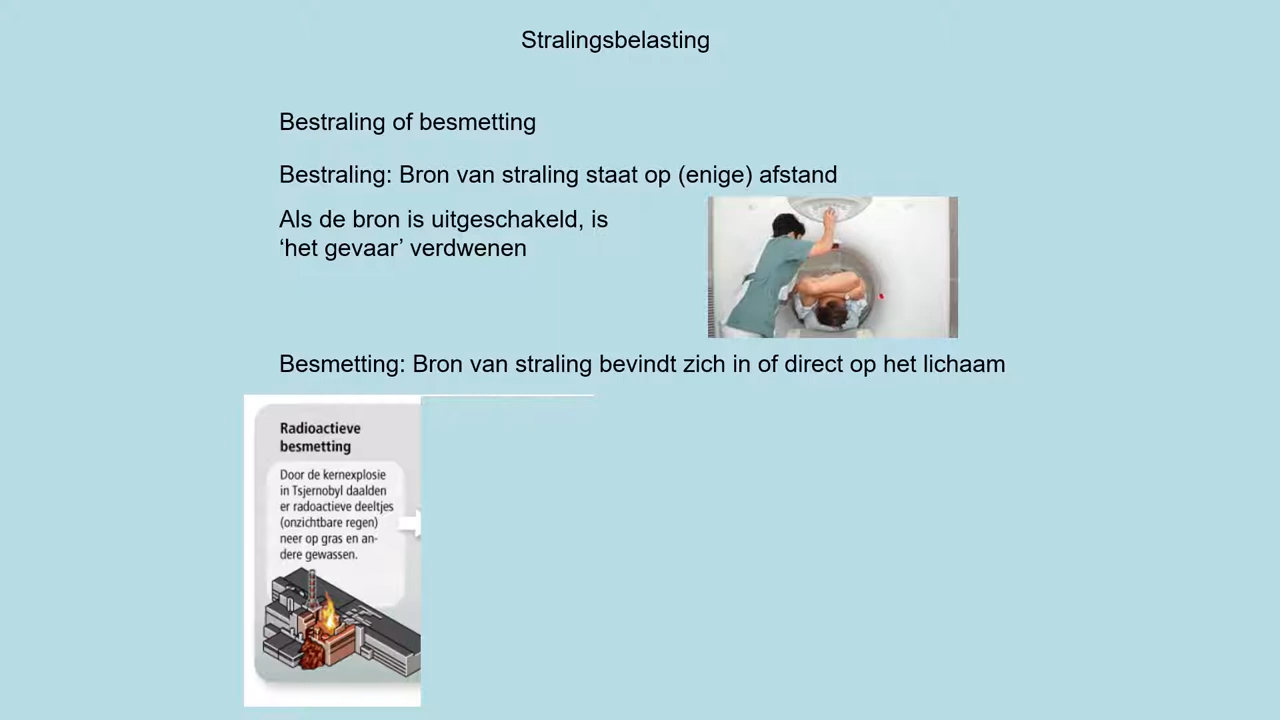 Stralingsbelasting
Bestraling of besmetting
Bestraling: Bron van straling staat op (enige) afstand
Als de bron is uitgeschakeld, is
‘het gevaar’ verdwenen
Besmetting: Bron van straling bevindt zich in of direct op het lichaam
Radioactieve
besmetting
Door de kernexplosie
in Tsjernobyl daalden
er radoactieve deeltjes
(onzichtbare regen)
neer op gras en an-
dere gewassen.